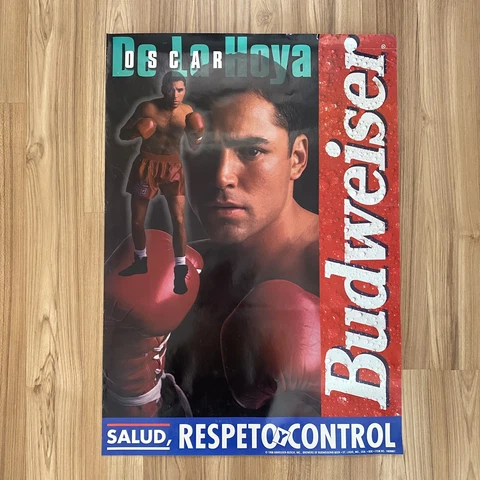 De La Hoya
OSCAR
Budweiser
®
SALUD, RESPETO CONTROL